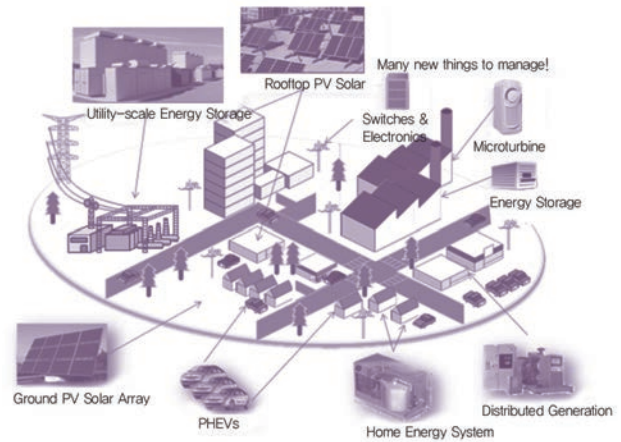 Many new things to manage!
Rooftop PV Solar
Utility-scale Energy Storage
Switches &
Electronics
Microturbine
Energy Storage
Ground PV Solar Array
PHEVs
Home Energy System
Distributed Generation